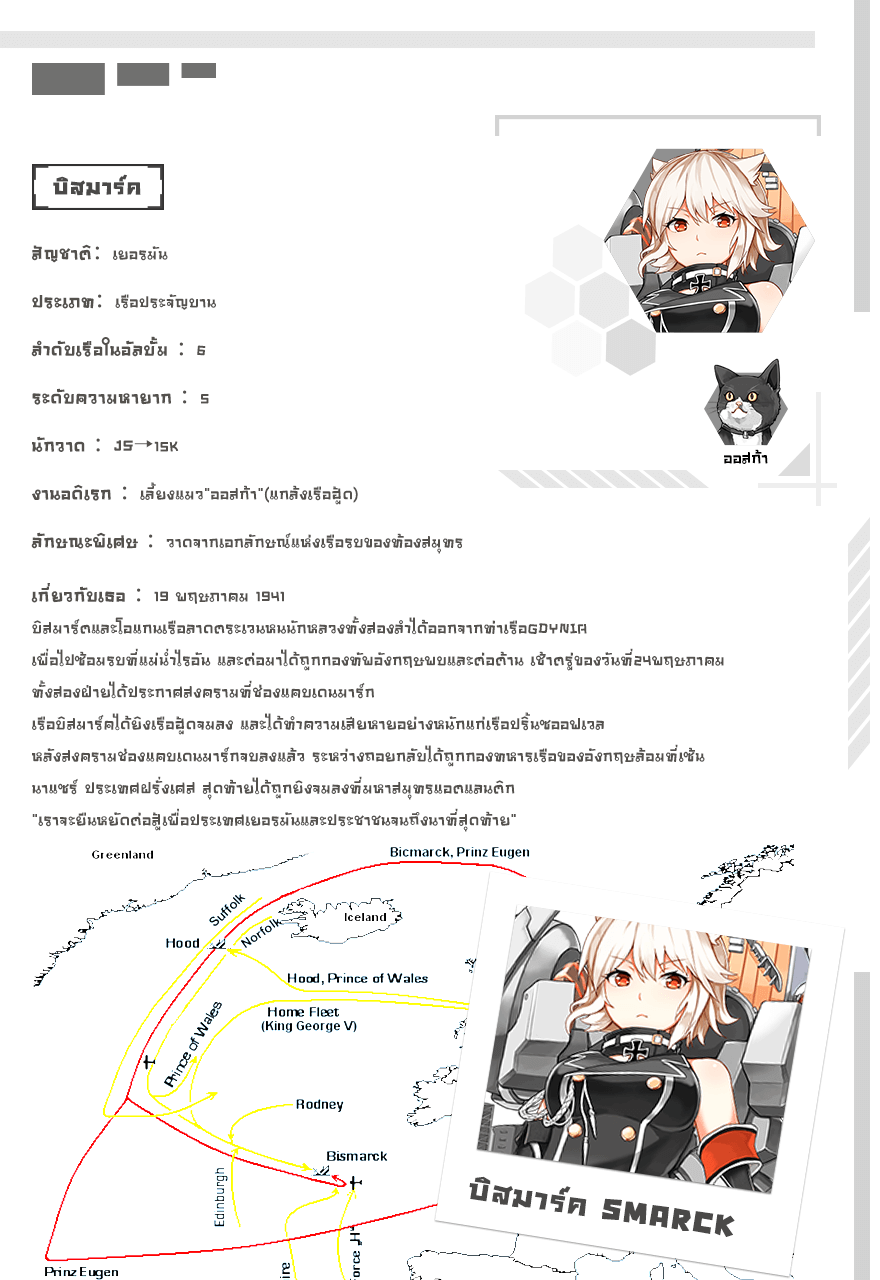 บิสมาร์ค
สัญชาติ: เยอรมัน
ประเภท: เรือประจัญบาน
ลำดับเรือในอัลบั้ม : 6
ระดับความหายาก : 5
นักวาด : JS→15K
งานอดิเรก : เลี้ยงแมว"ออสก้า"(แกล้งเรือฮู้ด)
ออสก้า
ลักษณะพิเศษ : วาดจากเอกลักษณ์แห่งเรือรบของท้องสมุทร
เกี่ยวกับเธอ : 19 พฤษภาคม 1941
บิสมาร์ตและโอแกนเรือลาดตระเวนหนนักหลวงทั้งสองลำได้ออกจากท่าเรือGDYNIA
เพื่อไปซ้อมรบที่แม่น้ำไรอัน และต่อมาได้ถูกกองทัพอังกฤษพบและต่อต้าน เช้าตรู่ของวันที่24พฤษภาคม
ทั้งสองฝ่ายได้ประกาศสงครามที่ช่องแคบเดนมาร์ก
เรือบิสมาร์คได้ยิงเรือฮู้ดจมลง และได้ทำความเสียหายอย่างหนักแก่เรือปริ้นซออฟเวล
หลังสงครามช่องแคบเดนมาร์กจบลงแล้ว ระหว่างถอยกลับได้ถูกกองทหารเรือของอังกฤษล้อมที่เซ้น
นาแซร์ ประเทศฝรั่งเศส สุดท้ายได้ถูกยิงจมลงที่มหาสมุทรแอตแลนติก
"เราจะยืนหยัดต่อสู้เพื่อประเทศเยอรมันและประชาชนจนถึงนาทีสุดท้าย"
Greenland
Bicmarck, Prinz Eugen
Suffolk
Iceland
Norfolk
Hood
Hood, Prince of Wales
Home Fleet
(King George V)
Prince of Wales
Rodney
Bismarck
Edinburgh
บิสมาร์ค SMARCK
Prinz Eugen